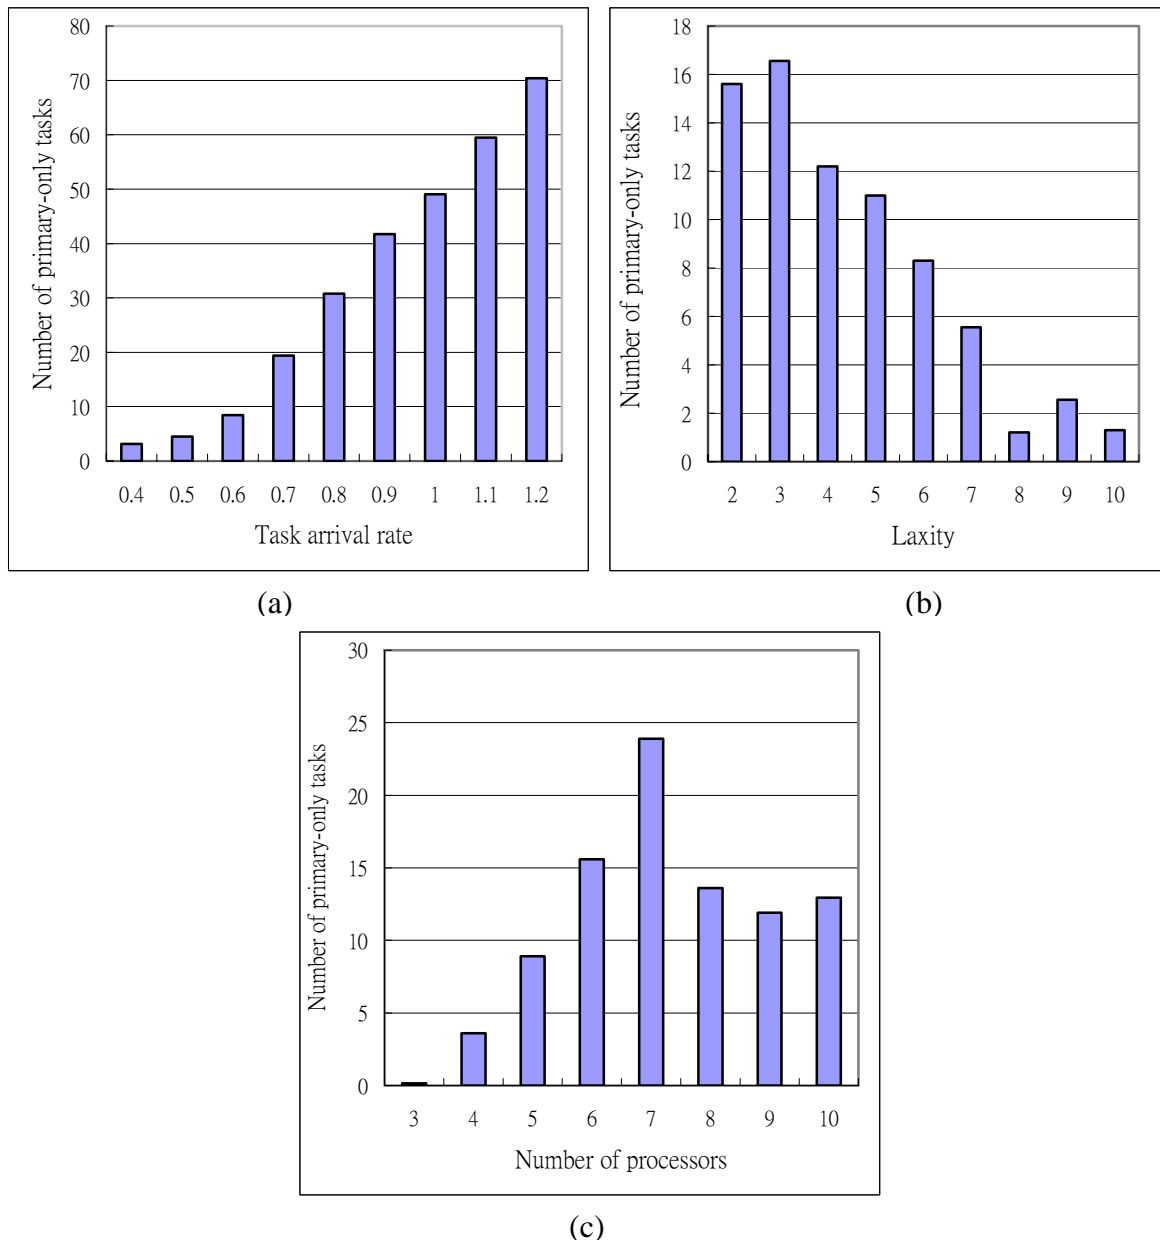 80
70
60
50
40
30
20
10
0
Number of primary-only tasks
0.4 0.5 0.6 0.7 0.8 0.9 1 1.1 1.2
Task arrival rate
(a)
18
16
14
12
10
8
6
4
2
0
Number of primary-only tasks
2 3 4 5 6 7 8 9 10
Laxity
(b)
30
25
20
15
10
5
0
Number of primary-only tasks
3 4 5 6 7 8 9 10
Number of processors
(c)